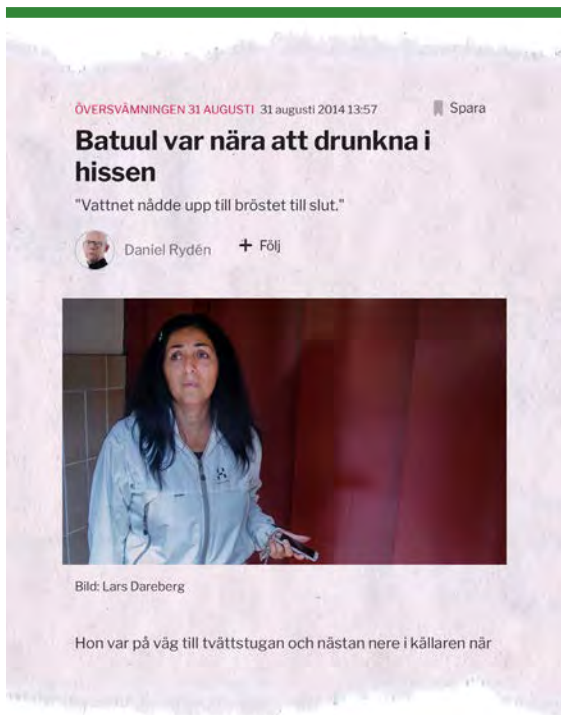 ÖVERSVÄMNINGEN 31 AUGUSTI 31 augusti 2014 13:57 Spara
Batuul var nära att drunkna i
hissen
"Vattnet nådde upp till bröstet till slut."
Daniel Rydén + Följ
Bild: Lars Dareberg
Hon var på väg till tvättstugan och nästan nere i källaren när